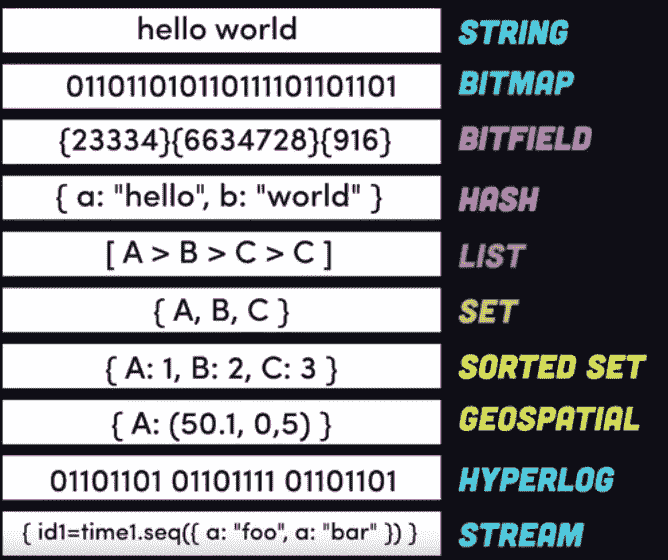 hello world STRING
011011010110111101101101 BITMAP
{23334}{6634728}{916} BITFIELD
{ a: "hello", b: "world" } HASH
[ A > B > C > C ] LIST
{ A, B, C } SET
{ A: 1, B: 2, C: 3 } SORTED SET
{ A: (50.1, 0,5) } GEOSPATIAL
01101101 01101111 01101101 HYPERLOG
{ id1=time1.seq({ a: "foo", a: "bar" }) } STREAM